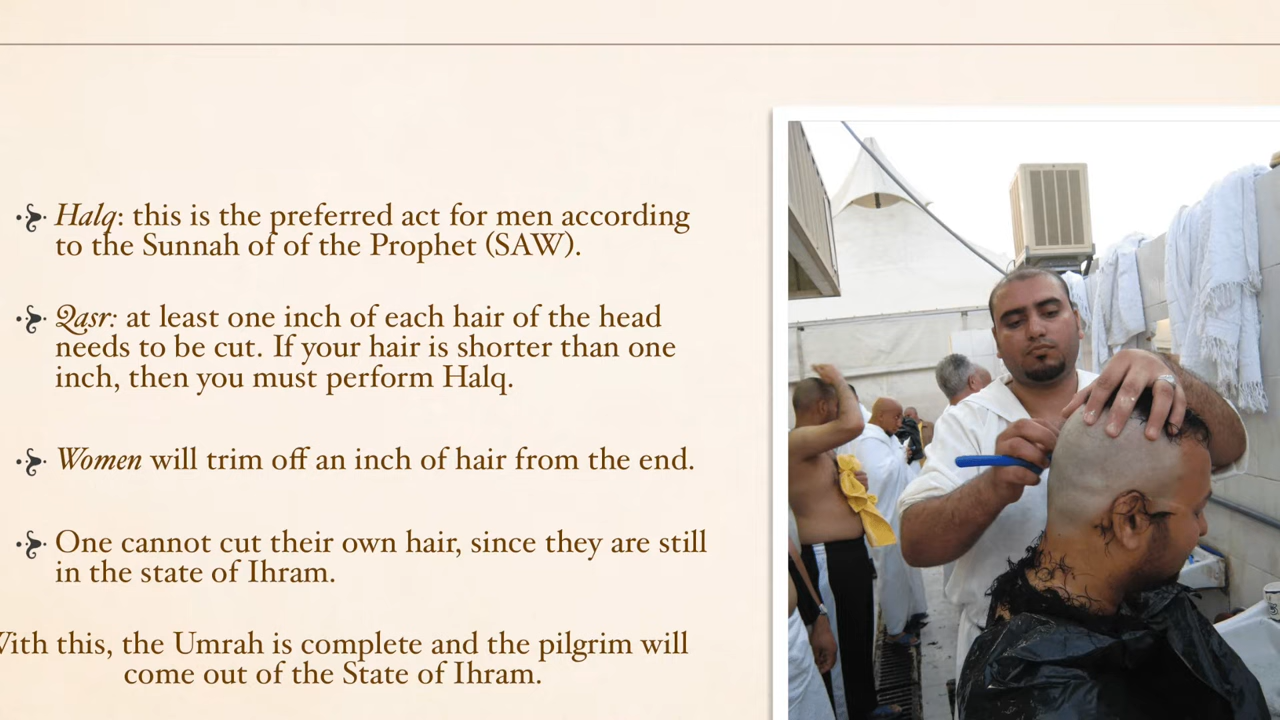 Halq: this is the preferred act for men according
to the Sunnah of of the Prophet (SAW).
Qasr: at least one inch of each hair of the head
needs to be cut. If your hair is shorter than one
inch, then you must perform Halq.
Women will trim off an inch of hair from the end.
One cannot cut their own hair, since they are still
in the state of Ihram.
With this, the Umrah is complete and the pilgrim will
come out of the State of Ihram.